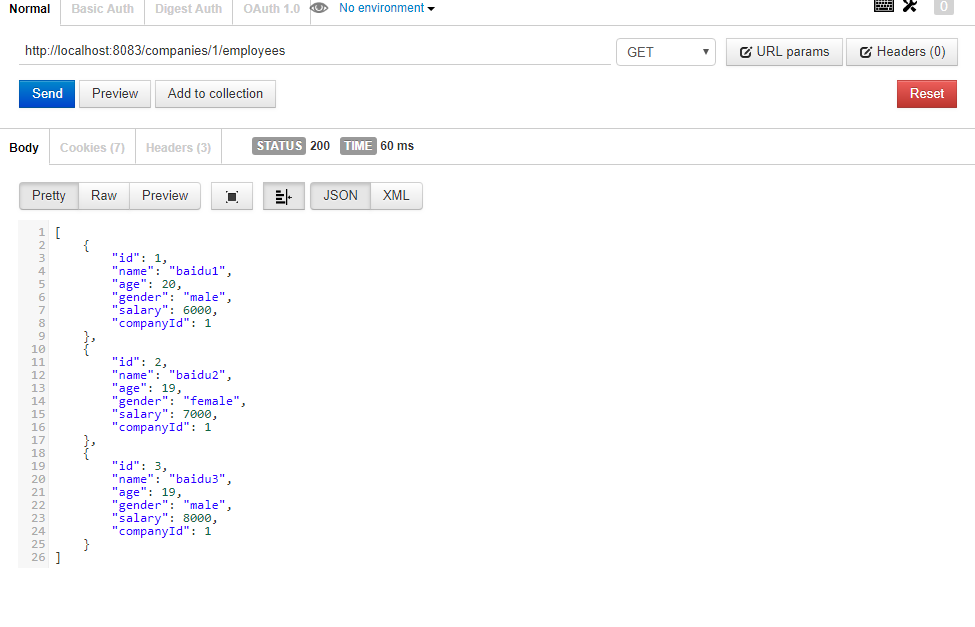 Normal Basic Auth Digest Auth OAuth 1.0 No environment 0
http://localhost:8083/companies/1/employees GET URL params Headers (0)
Send Preview Add to collection Reset
Body Cookies (7) Headers (3) STATUS 200 TIME 60 ms
Pretty Raw Preview JSON XML
1 [
2 {
3 "id": 1,
4 "name": "baidu1",
5 "age": 20,
6 "gender": "male",
7 "salary": 6000,
8 "companyId": 1
9 },
10 {
11 "id": 2,
12 "name": "baidu2",
13 "age": 19,
14 "gender": "female",
15 "salary": 7000,
16 "companyId": 1
17 },
18 {
19 "id": 3,
20 "name": "baidu3",
21 "age": 19,
22 "gender": "male",
23 "salary": 8000,
24 "companyId": 1
25 }
26 ]